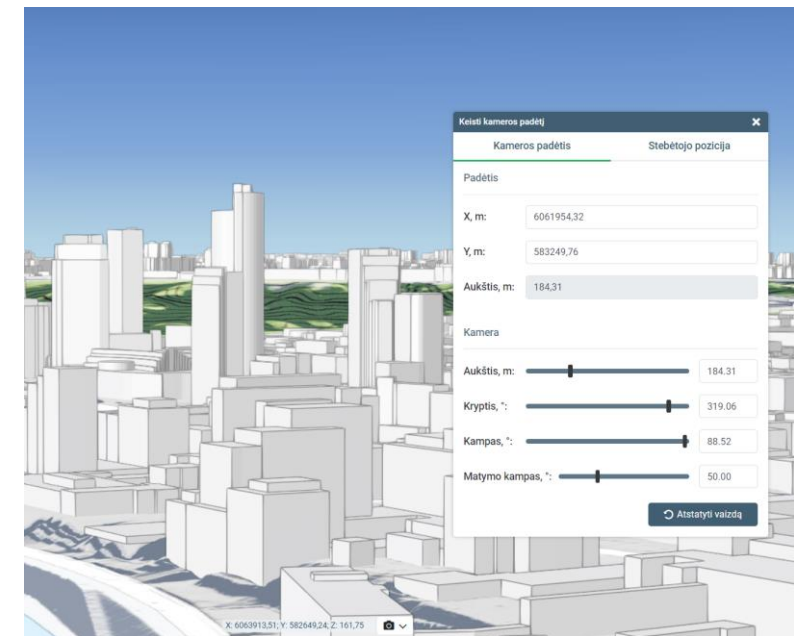 Keisti kameros padėtį
Kameros padėtis Stebėtojo pozicija
Padėtis
X, m: 6061954,32
Y, m: 583249,76
Aukštis, m: 184,31
Kamera
Aukštis, m: 184.31
Kryptis, °: 319.06
Kampas, °: 88.52
Matymo kampas, °: 50.00
Atstatyti vaizdą
X: 6063913,51; Y: 582649,24; Z: 161,75